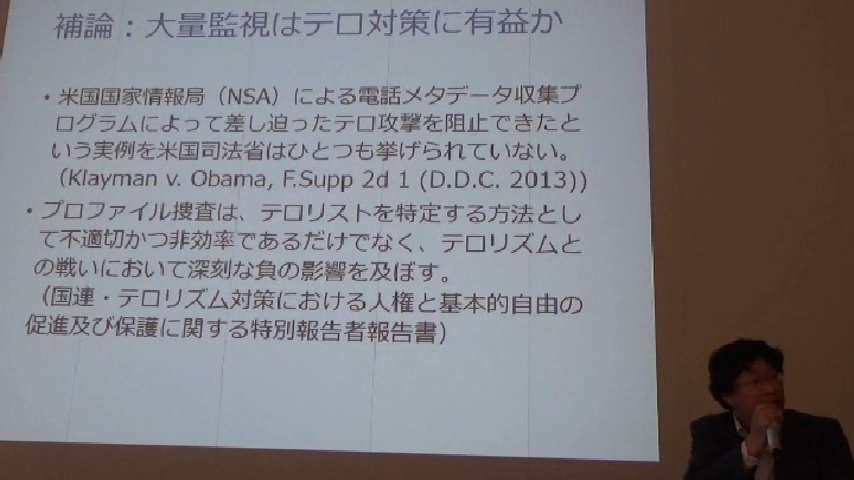 補論：大量監視はテロ対策に有益か
・米国国家情報局（NSA）による電話メタデータ収集プ
ログラムによって差し迫ったテロ攻撃を阻止できたと
いう実例を米国司法省はひとつも挙げられていない。
（Klayman v. Obama, F.Supp 2d 1 (D.D.C. 2013))
・プロファイル捜査は、テロリストを特定する方法とし
て不適切かつ非効率であるだけでなく、テロリズムと
の戦いにおいて深刻な負の影響を及ぼす。
（国連・テロリズム対策における人権と基本的自由の
促進及び保護に関する特別報告者報告書）